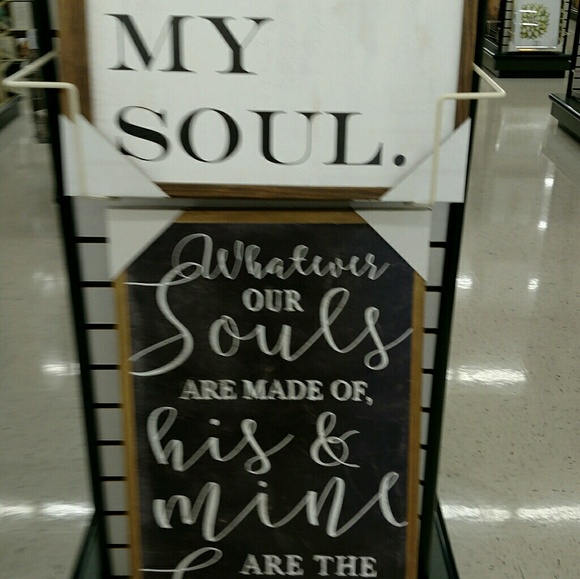 MY
SOUL.
Whatever
OUR
Souls
ARE MADE OF,
his &
mine
ARE THE